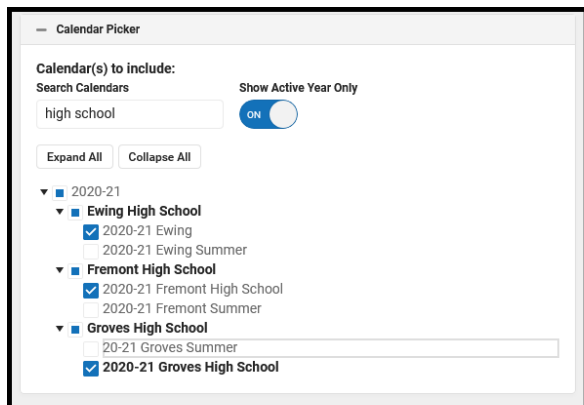 Calendar Picker
Calendar(s) to include:
Search Calendars Show Active Year Only
high school ON
Expand All Collapse All
2020-21
Ewing High School
2020-21 Ewing
2020-21 Ewing Summer
Fremont High School
2020-21 Fremont High School
2020-21 Fremont Summer
Groves High School
20-21 Groves Summer
2020-21 Groves High School